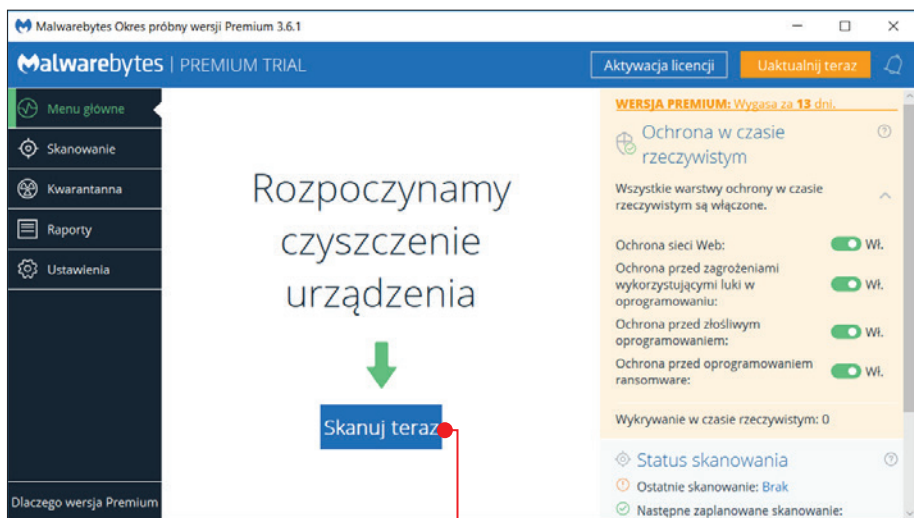 Malwarebytes Okres próbny wersji Premium 3.6.1
Malwarebytes | PREMIUM TRIAL
Aktywacja licencji
Uaktualnij teraz
Menu główne
Skanowanie
Kwarantanna
Raporty
Ustawienia
Dlaczego wersja Premium
Rozpoczynamy
czyszczenie
urządzenia
Skanuj teraz
WERSJA PREMIUM: Wygasa za 13 dni.
Ochrona w czasie
rzeczywistym
Wszystkie warstwy ochrony w czasie
rzeczywistym są włączone.
Ochrona sieci Web: Wł.
Ochrona przed zagrożeniami
wykorzystującymi luki w Wł.
oprogramowaniu:
Ochrona przed złośliwym
oprogramowaniem: Wł.
Ochrona przed oprogramowaniem
ransomware: Wł.
Wykrywanie w czasie rzeczywistym: 0
Status skanowania
Ostatnie skanowanie: Brak
Następne zaplanowane skanowanie: